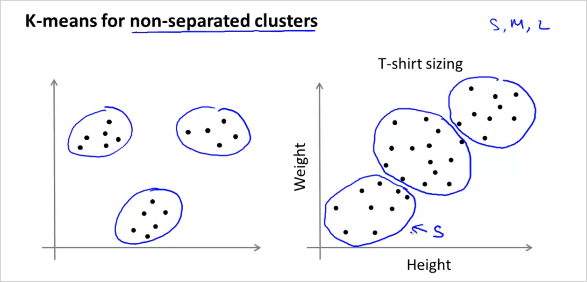 K-means for non-separated clusters
S, M, L
T-shirt sizing
Weight
S
Height